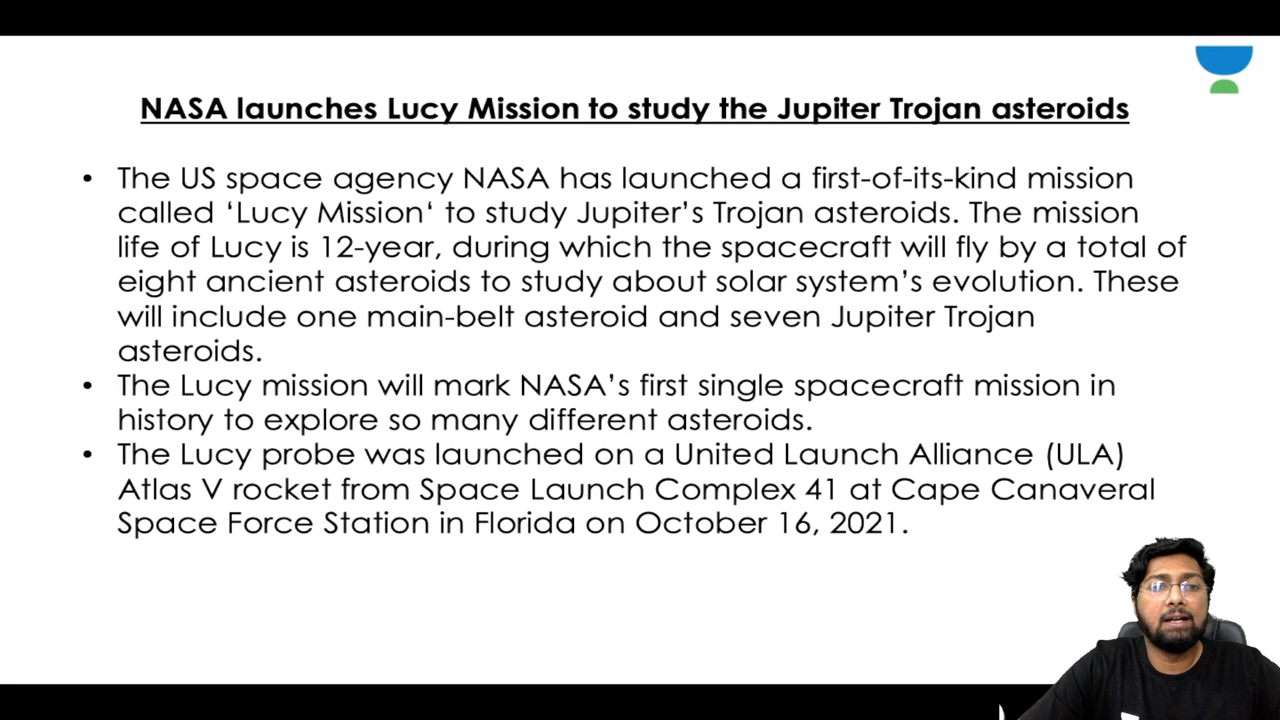 NASA launches Lucy Mission to study the Jupiter Trojan asteroids
• The US space agency NASA has launched a first-of-its-kind mission
called ‘Lucy Mission‘ to study Jupiter’s Trojan asteroids. The mission
life of Lucy is 12-year, during which the spacecraft will fly by a total of
eight ancient asteroids to study about solar system’s evolution. These
will include one main-belt asteroid and seven Jupiter Trojan
asteroids.
• The Lucy mission will mark NASA’s first single spacecraft mission in
history to explore so many different asteroids.
• The Lucy probe was launched on a United Launch Alliance (ULA)
Atlas V rocket from Space Launch Complex 41 at Cape Canaveral
Space Force Station in Florida on October 16, 2021.